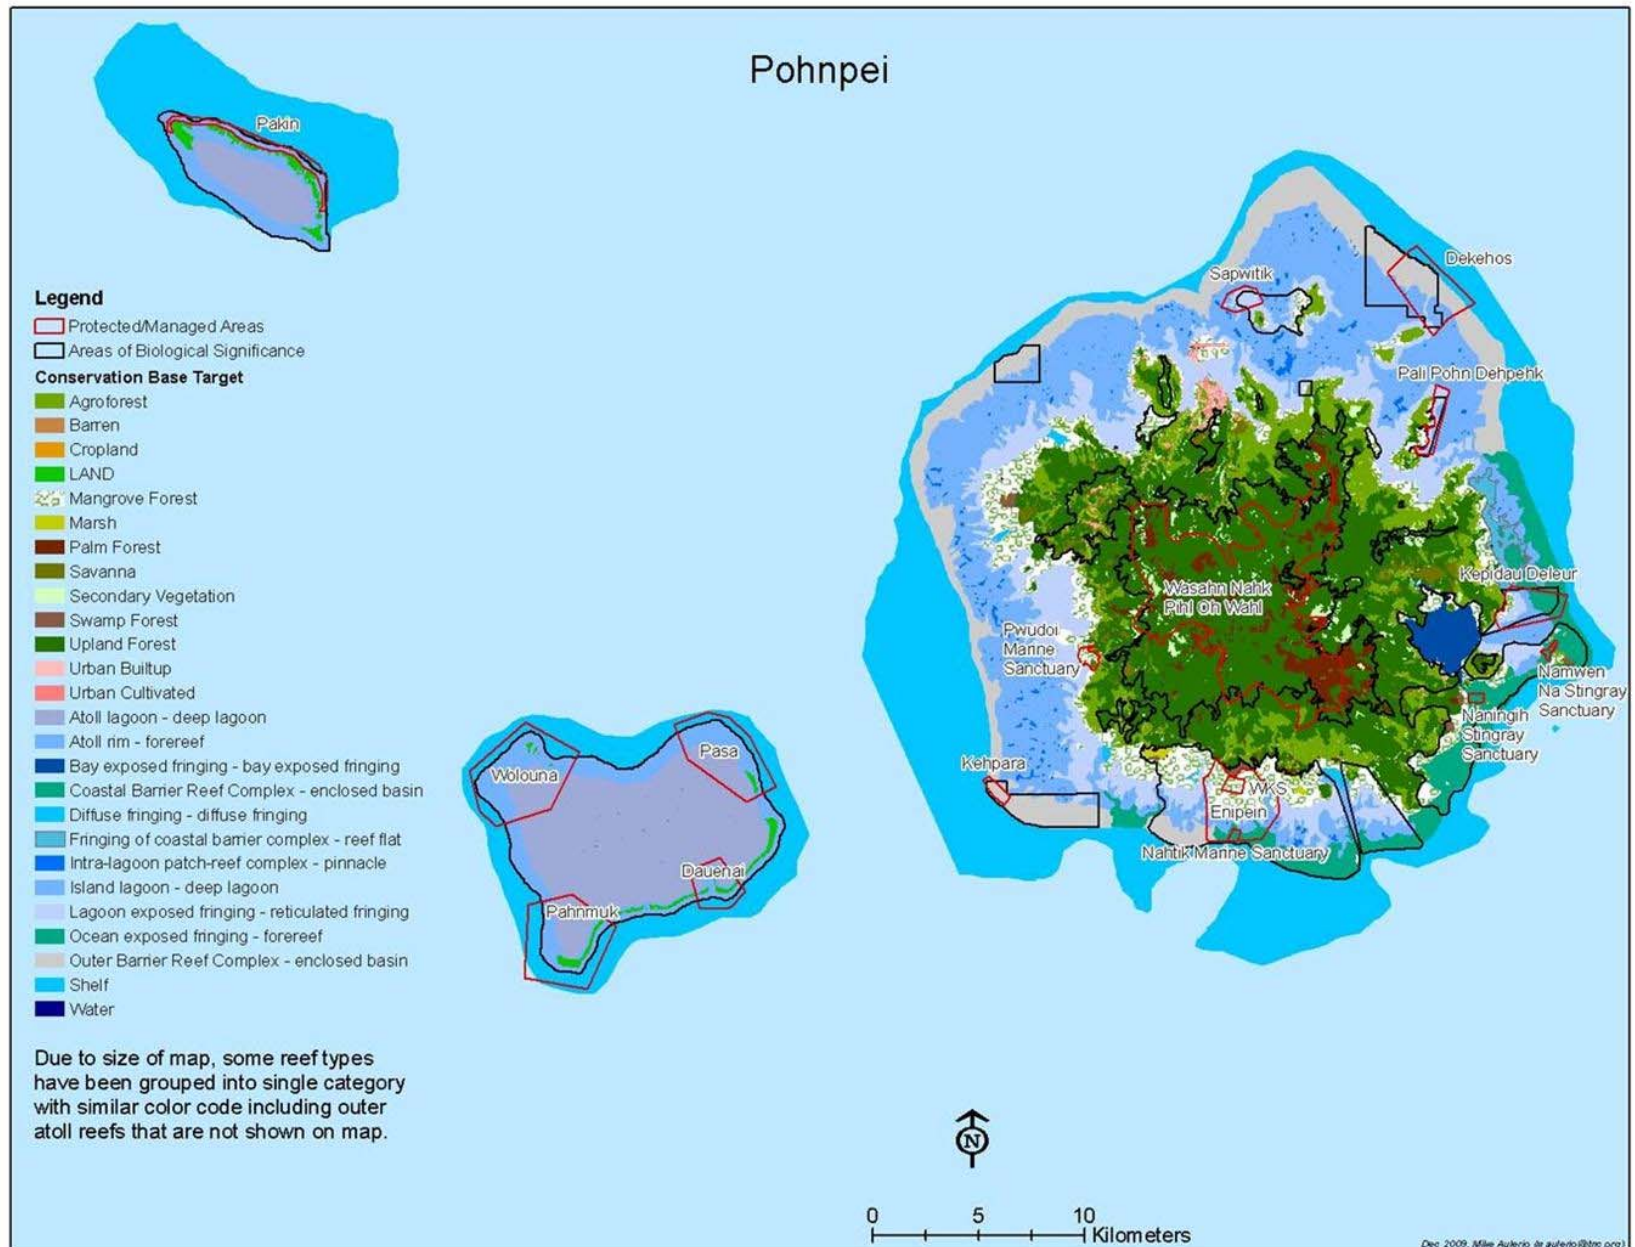 Pohnpei
Pakin
Legend
Protected/Managed Areas
Areas of Biological Significance
Conservation Base Target
Agroforest
Barren
Cropland
LAND
Mangrove Forest
Marsh
Palm Forest
Savanna
Secondary Vegetation
Swamp Forest
Upland Forest
Urban Builtup
Urban Cultivated
Atoll lagoon - deep lagoon
Atoll rim - forereef
Bay exposed fringing - bay exposed fringing
Coastal Barrier Reef Complex - enclosed basin
Diffuse fringing - diffuse fringing
Fringing of coastal barrier complex - reef flat
Intra-lagoon patch-reef complex - pinnacle
Island lagoon - deep lagoon
Lagoon exposed fringing - reticulated fringing
Ocean exposed fringing - forereef
Outer Barrier Reef Complex - enclosed basin
Shelf
Water
Due to size of map, some reef types
have been grouped into single category
with similar color code including outer
atoll reefs that are not shown on map.
Wolouna
Pasa
Dauenai
Pahnmuk
Sapwitik
Dekehos
Pali Pohn Dehpehk
Kepidau Deleur
Wasahn Nahk
Pihl Oh Wahl
Pwudoi
Marine
Sanctuary
Namwen
Na Stingray
Sanctuary
Naningih
Stingray
Sanctuary
Kehpara
WKS
Enipein
Nahtik Marine Sanctuary
N
0 5 10
Kilometers
Dec 2009, Mike Aulerio